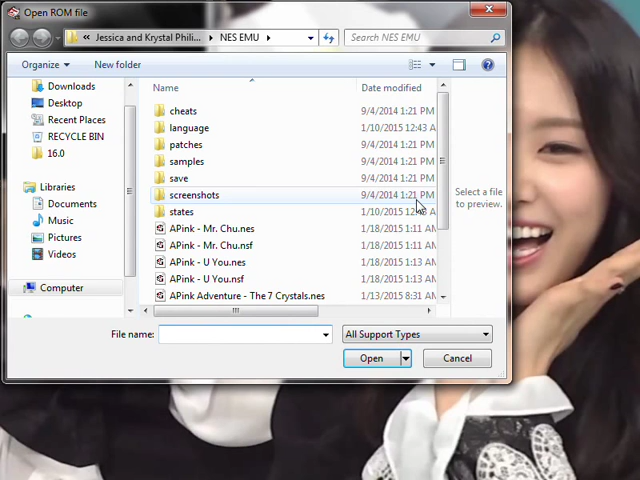 Open ROM file
Jessica and Krystal Phili... NES EMU
Search NES EMU
Organize
New folder
Downloads
Desktop
Recent Places
RECYCLE BIN
16.0
Libraries
Documents
Music
Pictures
Videos
Computer
Name Date modified
cheats 9/4/2014 1:21 PM
language 1/10/2015 12:43 A
patches 9/4/2014 1:21 PM
samples 9/4/2014 1:21 PM
save 9/4/2014 1:21 PM
screenshots 9/4/2014 1:21 PM
states 1/10/2015
APink - Mr. Chu.nes 1/18/2015 1:11 AM
APink - Mr. Chu.nsf 1/18/2015 1:11 AM
APink - U You.nes 1/18/2015 1:13 AM
APink - U You.nsf 1/18/2015 1:13 AM
APink Adventure - The 7 Crystals.nes 1/13/2015 8:31 AM
Select a file
to preview.
File name:
All Support Types
Open
Cancel